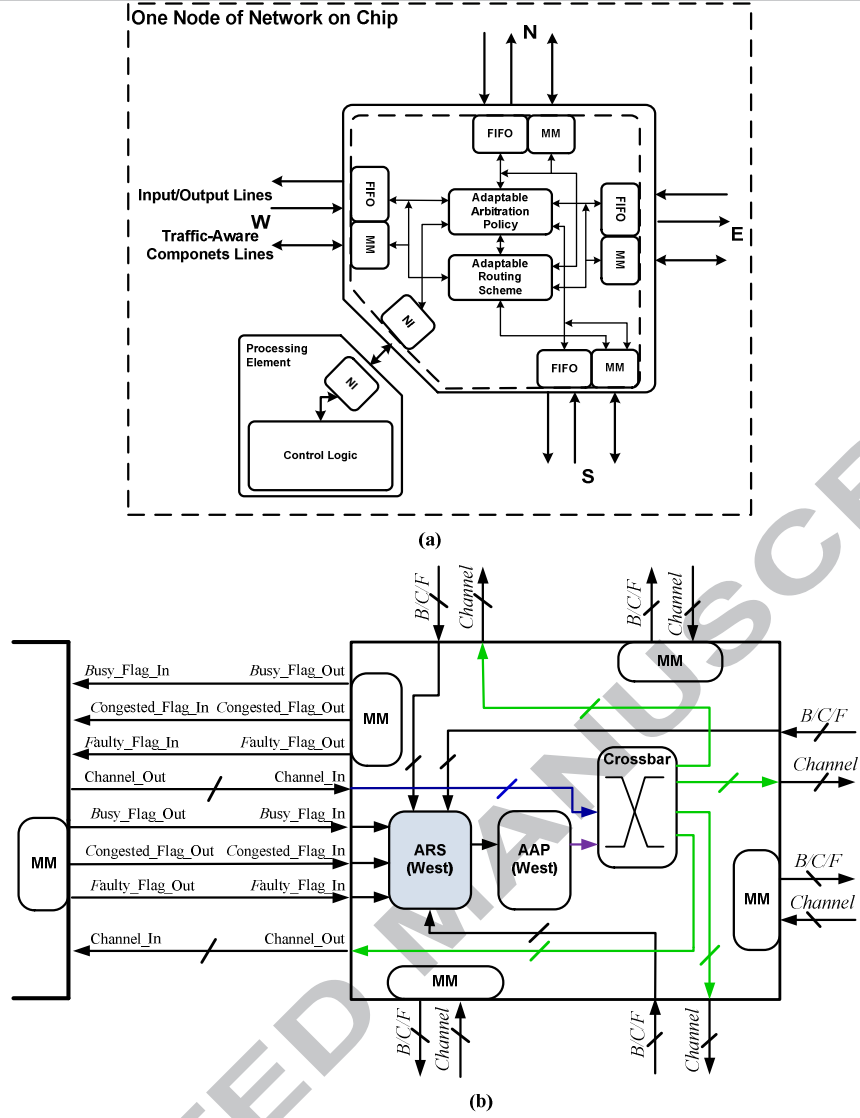 One Node of Network on Chip
N
FIFO
MM
Input/Output Lines
W
Traffic-Aware
Componets Lines
FIFO
MM
Adaptable
Arbitration
Policy
Adaptable
Routing
Scheme
FIFO
MM
E
NI
Processing
Element
NI
Control Logic
FIFO
MM
S
(a)
B/C/F
Channel
B/C/F
Channel
MM
Busy_Flag_In
Busy_Flag_Out
Congested_Flag_In
Congested_Flag_Out
Faulty_Flag_In
Faulty_Flag_Out
MM
Channel_Out
Channel_In
Busy_Flag_Out
Busy_Flag_In
Congested_Flag_Out
Congested_Flag_In
Faulty_Flag_Out
Faulty_Flag_In
Channel_In
Channel_Out
MM
ARS
(West)
AAP
(West)
Crossbar
B/C/F
Channel
MM
B/C/F
Channel
MM
B/C/F
Channel
B/C/F
Channel
(b)
TED MANUSCR